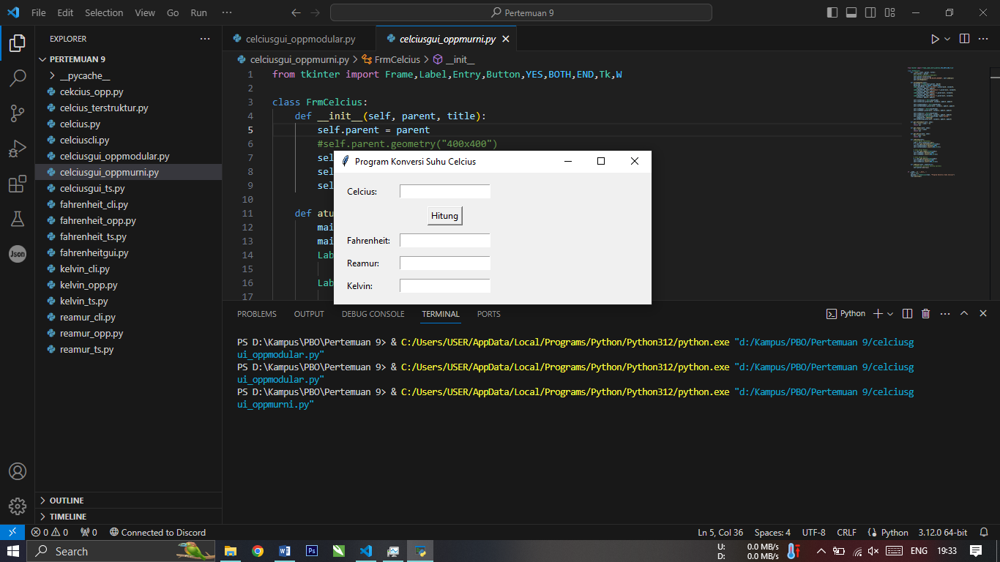 File Edit Selection View Go Run ··· Pertemuan 9
EXPLORER ···
PERTEMUAN 9
__pycache__
cekcius_opp.py
celcius_terstruktur.py
celcius.py
celciuscli.py
celciusgui_oppmodular.py
celciusgui_oppmurni.py
celciusgui_ts.py
fahrenheit_cli.py
fahrenheit_opp.py
fahrenheit_ts.py
fahrenheitgui.py
kelvin_cli.py
kelvin_opp.py
kelvin_ts.py
reamur_cli.py
reamur_opp.py
reamur_ts.py
OUTLINE
TIMELINE
Json
celciusgui_oppmodular.py celciusgui_oppmurni.py
celciusgui_oppmurni.py > FrmCelcius > __init__
1 from tkinter import Frame,Label,Entry,Button,YES,BOTH,END,Tk,W
2
3 class FrmCelcius:
4 def __init__(self, parent, title):
5 self.parent = parent
6 #self.parent.geometry("400x400")
7 sel
8 sel
9 sel
10
11 def atu
12 mai
13 mai
14 Lab
15
16 Lab
17
Program Konversi Suhu Celcius
Celcius:
Hitung
Fahrenheit:
Reamur:
Kelvin:
PROBLEMS OUTPUT DEBUG CONSOLE TERMINAL PORTS Python
PS D:\Kampus\PBO\Pertemuan 9> & C:/Users/USER/AppData/Local/Programs/Python/Python312/python.exe "d:/Kampus/PBO/Pertemuan 9/celciusg
ui_oppmodular.py"
PS D:\Kampus\PBO\Pertemuan 9> & C:/Users/USER/AppData/Local/Programs/Python/Python312/python.exe "d:/Kampus/PBO/Pertemuan 9/celciusg
ui_oppmodular.py"
PS D:\Kampus\PBO\Pertemuan 9> & C:/Users/USER/AppData/Local/Programs/Python/Python312/python.exe "d:/Kampus/PBO/Pertemuan 9/celciusg
ui_oppmurni.py"
0 0 0 Connected to Discord Ln 5, Col 36 Spaces: 4 UTF-8 CRLF Python 3.12.0 64-bit
Search U: 0.0 MB/s
D: 0.0 MB/s ENG 19:33